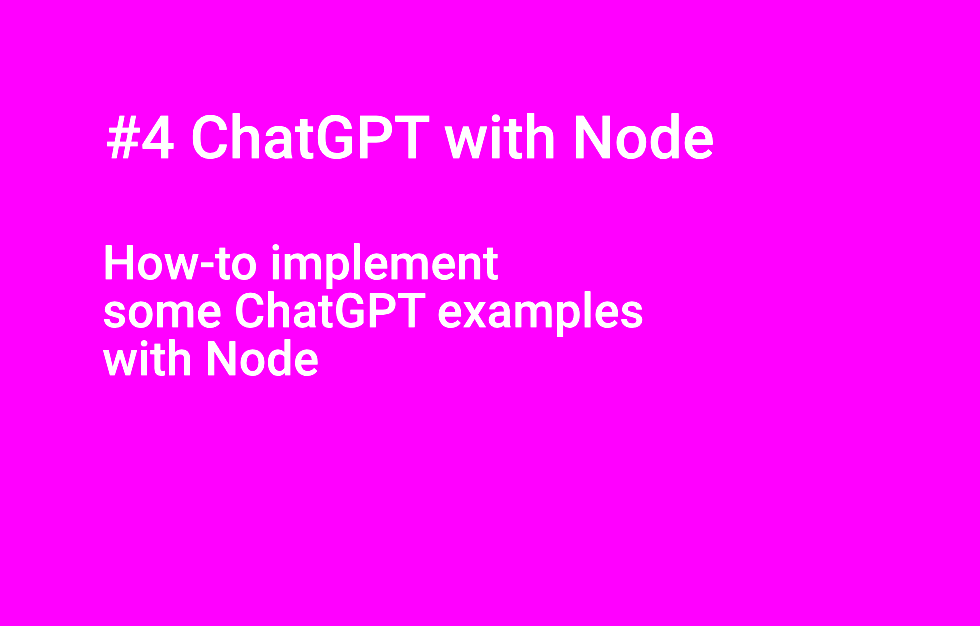 #4 ChatGPT with Node
How-to implement
some ChatGPT examples
with Node